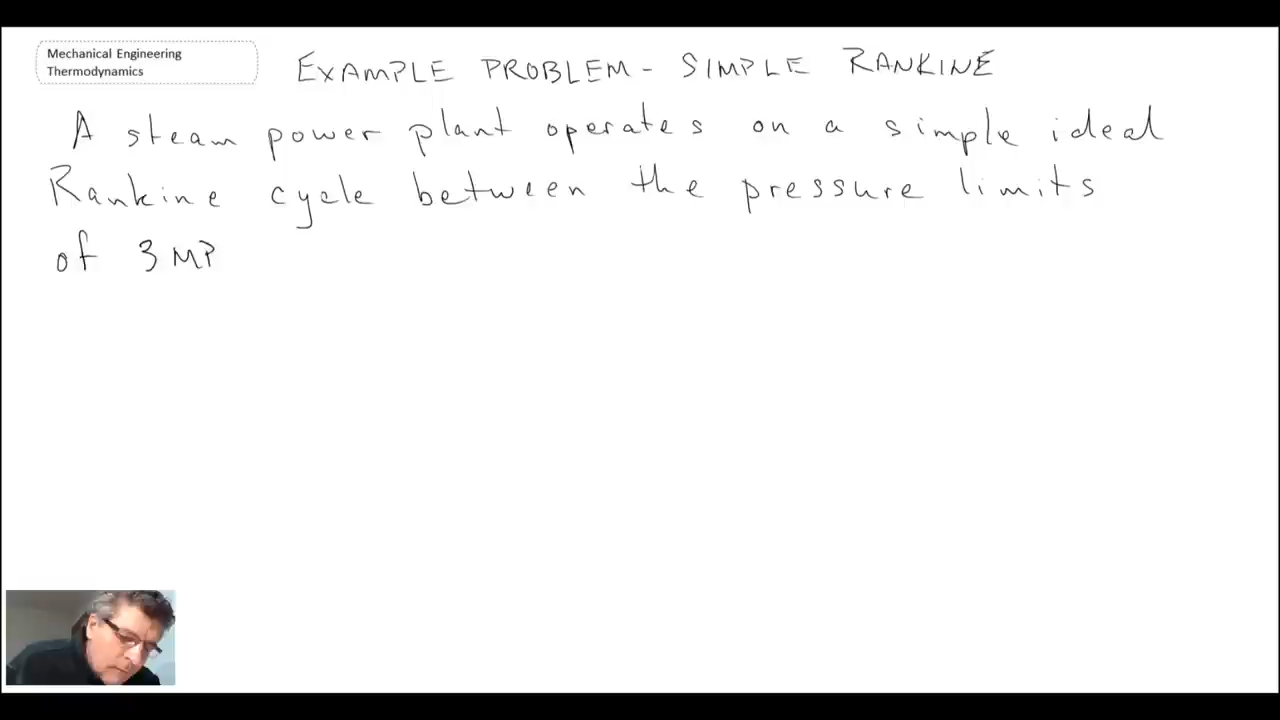 Mechanical Engineering
Thermodynamics
EXAMPLE PROBLEM - SIMPLE RANKINE
A steam power plant operates on a simple ideal
Rankine cycle between the pressure limits
of 3 MP